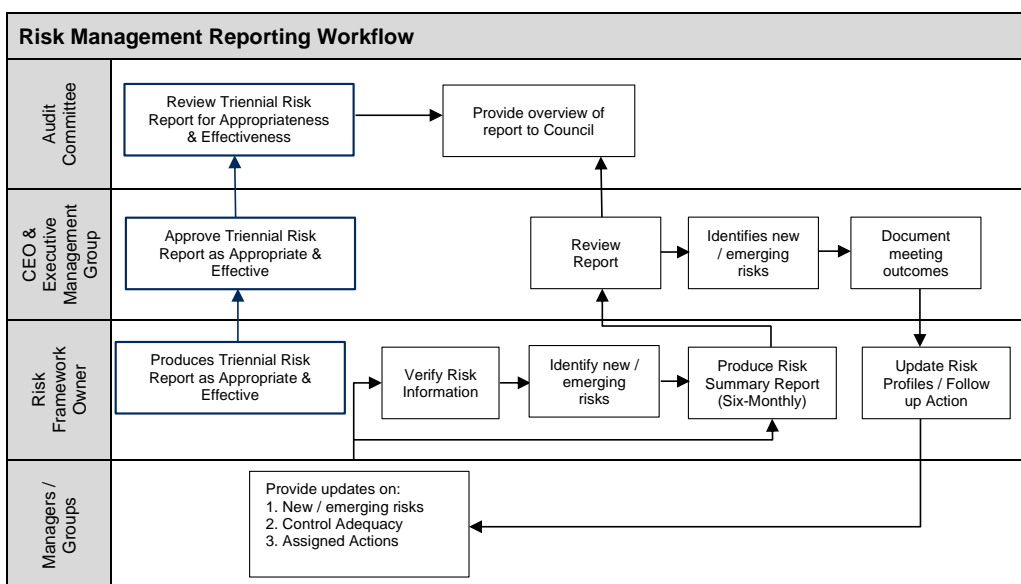 Risk Management Reporting Workflow
Audit
Committee
Review Triennial Risk
Report for Appropriateness
& Effectiveness
Provide overview of
report to Council
CEO &
Executive
Management
Group
Approve Triennial Risk
Report as Appropriate &
Effective
Review
Report
Identifies new
/ emerging
risks
Document
meeting
outcomes
Risk
Framework
Owner
Produces Triennial Risk
Report as Appropriate &
Effective
Verify Risk
Information
Identify new /
emerging
risks
Produce Risk
Summary Report
(Six-Monthly)
Update Risk
Profiles / Follow
up Action
Managers /
Groups
Provide updates on:
1. New / emerging risks
2. Control Adequacy
3. Assigned Actions